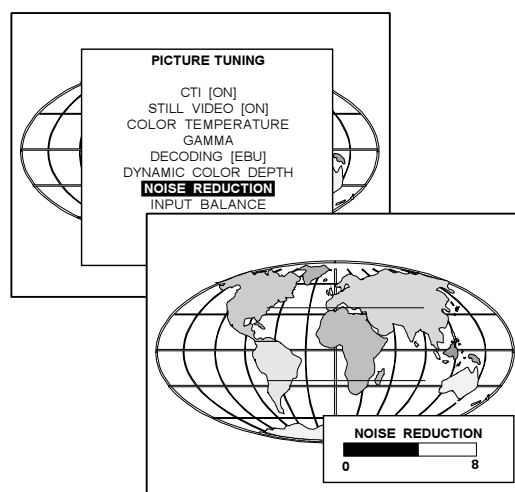 PICTURE TUNING
CTI [ON]
STILL VIDEO [ON]
COLOR TEMPERATURE
GAMMA
DECODING [EBU]
DYNAMIC COLOR DEPTH
NOISE REDUCTION
INPUT BALANCE
NOISE REDUCTION
0 8